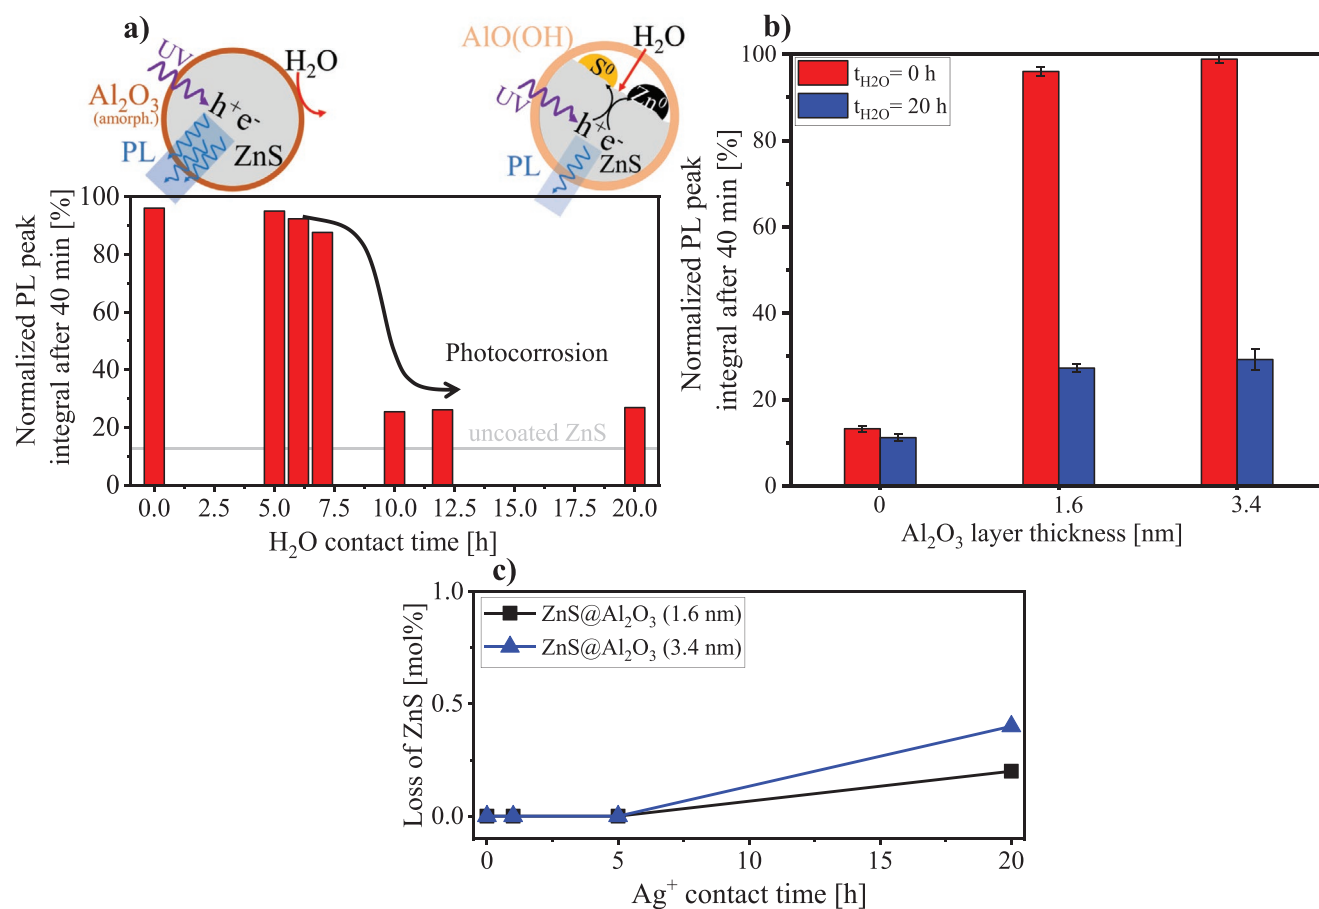 a)
UV
H₂O
Al₂O₃
(amorph.)
h⁺e⁻
PL
ZnS
AlO(OH)
H₂O
S⁰
Zn⁰
UV
h⁺e⁻
PL
ZnS
Normalized PL peak
integral after 40 min [%]
100
80
60
40
20
0
Photocorrosion
uncoated ZnS
0.0 2.5 5.0 7.5 10.0 12.5 15.0 17.5 20.0
H₂O contact time [h]
b)
Normalized PL peak
integral after 40 min [%]
100
80
60
40
20
0
t_H2O= 0 h
t_H2O= 20 h
0 1.6 3.4
Al₂O₃ layer thickness [nm]
c)
Loss of ZnS [mol%]
1.0
0.5
0.0
ZnS@Al₂O₃ (1.6 nm)
ZnS@Al₂O₃ (3.4 nm)
0 5 10 15 20
Ag⁺ contact time [h]